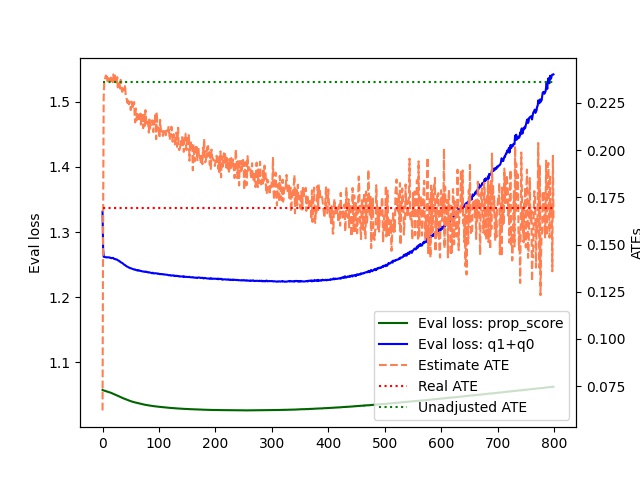 Eval loss
1.5
1.4
1.3
1.2
1.1
0 100 200 300 400 500 600 700 800
0.225
0.200
0.175
0.150
0.125
0.100
0.075
ATEs
Eval loss: prop_score
Eval loss: q1+q0
Estimate ATE
Real ATE
Unadjusted ATE